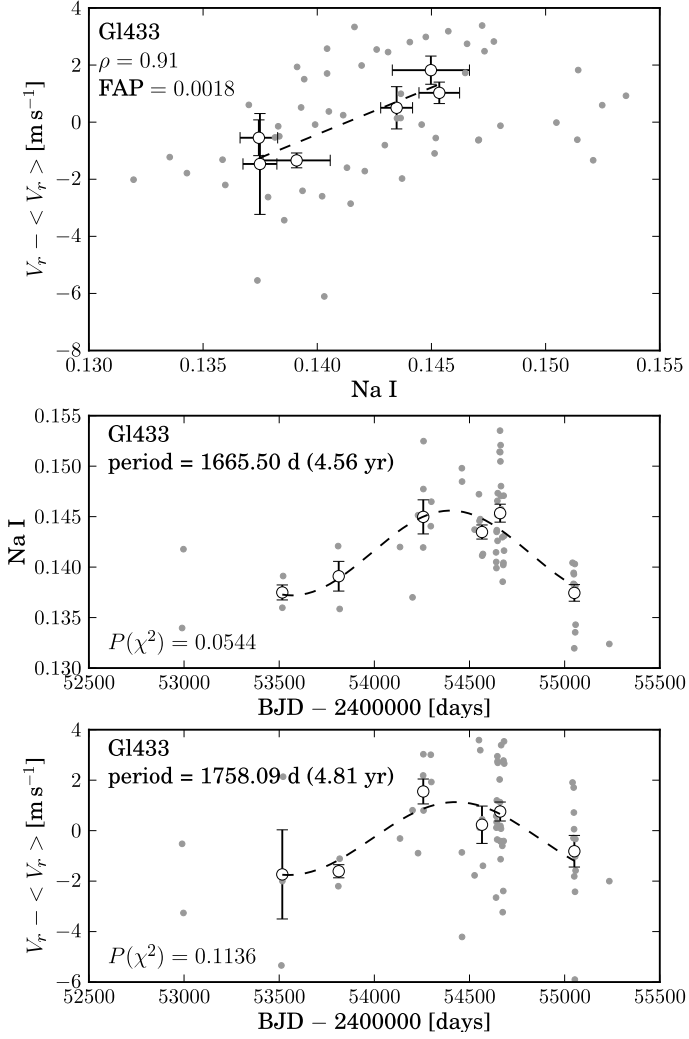 4
2
0
−2
−4
−6
−8
Vr − < Vr > [m s⁻¹]
Gl433
ρ = 0.91
FAP = 0.0018
0.130 0.135 0.140 0.145 0.150 0.155
Na I
0.155
0.150
0.145
0.140
0.135
0.130
Na I
Gl433
period = 1665.50 d (4.56 yr)
P(χ²) = 0.0544
52500 53000 53500 54000 54500 55000 55500
BJD − 2400000 [days]
4
2
0
−2
−4
−6
Vr − < Vr > [m s⁻¹]
Gl433
period = 1758.09 d (4.81 yr)
P(χ²) = 0.1136
52500 53000 53500 54000 54500 55000 55500
BJD − 2400000 [days]